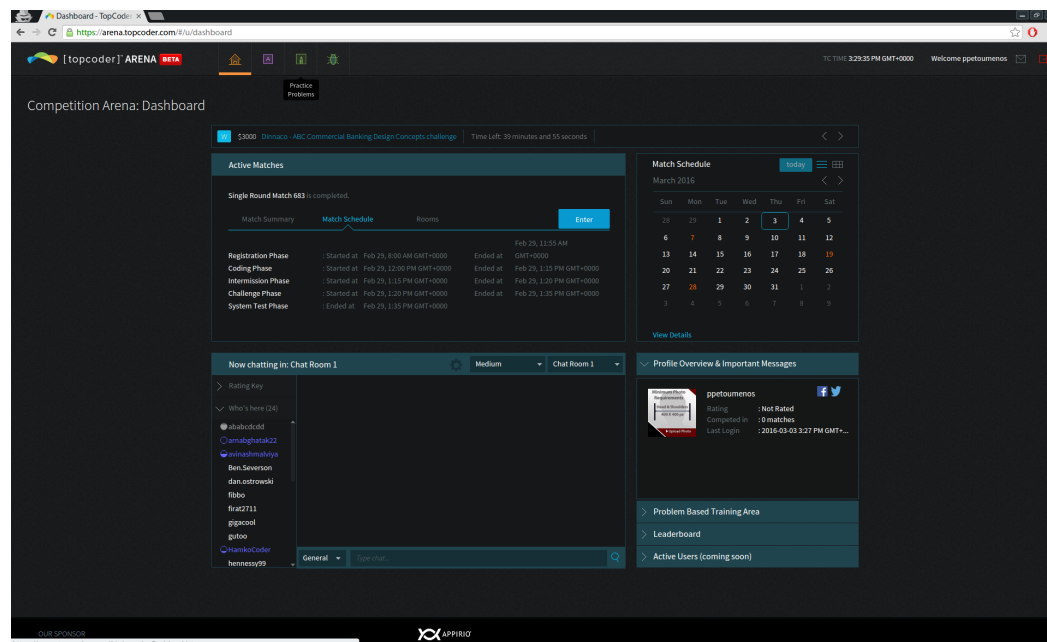 Dashboard - TopCoder
https://arena.topcoder.com/#/u/dashboard
[topcoder]™ ARENA BETA
TC TIME 3:29:35 PM GMT+0000 Welcome ppetoumenos
Practice
Problems
Competition Arena: Dashboard
W $3000 Dinnaco - ABC Commercial Banking Design Concepts challenge Time Left: 39 minutes and 55 seconds
Active Matches
Single Round Match 683 is completed.
Match Summary Match Schedule Rooms Enter
Registration Phase : Started at Feb 29, 8:00 AM GMT+0000 Ended at Feb 29, 11:55 AM GMT+0000
Coding Phase : Started at Feb 29, 12:00 PM GMT+0000 Ended at Feb 29, 1:15 PM GMT+0000
Intermission Phase : Started at Feb 29, 1:15 PM GMT+0000 Ended at Feb 29, 1:20 PM GMT+0000
Challenge Phase : Started at Feb 29, 1:20 PM GMT+0000 Ended at Feb 29, 1:35 PM GMT+0000
System Test Phase : Ended at Feb 29, 1:35 PM GMT+0000
Match Schedule today
March 2016
Sun Mon Tue Wed Thu Fri Sat
28 29 1 2 3 4 5
6 7 8 9 10 11 12
13 14 15 16 17 18 19
20 21 22 23 24 25 26
27 28 29 30 31 1 2
3 4 5 6 7 8 9
View Details
Now chatting in: Chat Room 1 Medium Chat Room 1
Rating Key
Who's here (24)
ababcdcdd
amabghatak22
avinashmalviya
Ben.Severson
dan.ostrowski
fibbo
firat2711
gigacool
gutoo
HamkoCoder
hennessy99
General Type chat...
Profile Overview & Important Messages
Minimum Photo
Requirements
Head & Shoulders
400 X 400 px
Upload Photo
ppetoumenos
Rating : Not Rated
Competed in : 0 matches
Last Login : 2016-03-03 3:27 PM GMT+...
Problem Based Training Area
Leaderboard
Active Users (coming soon)
OUR SPONSOR
APPIRIO